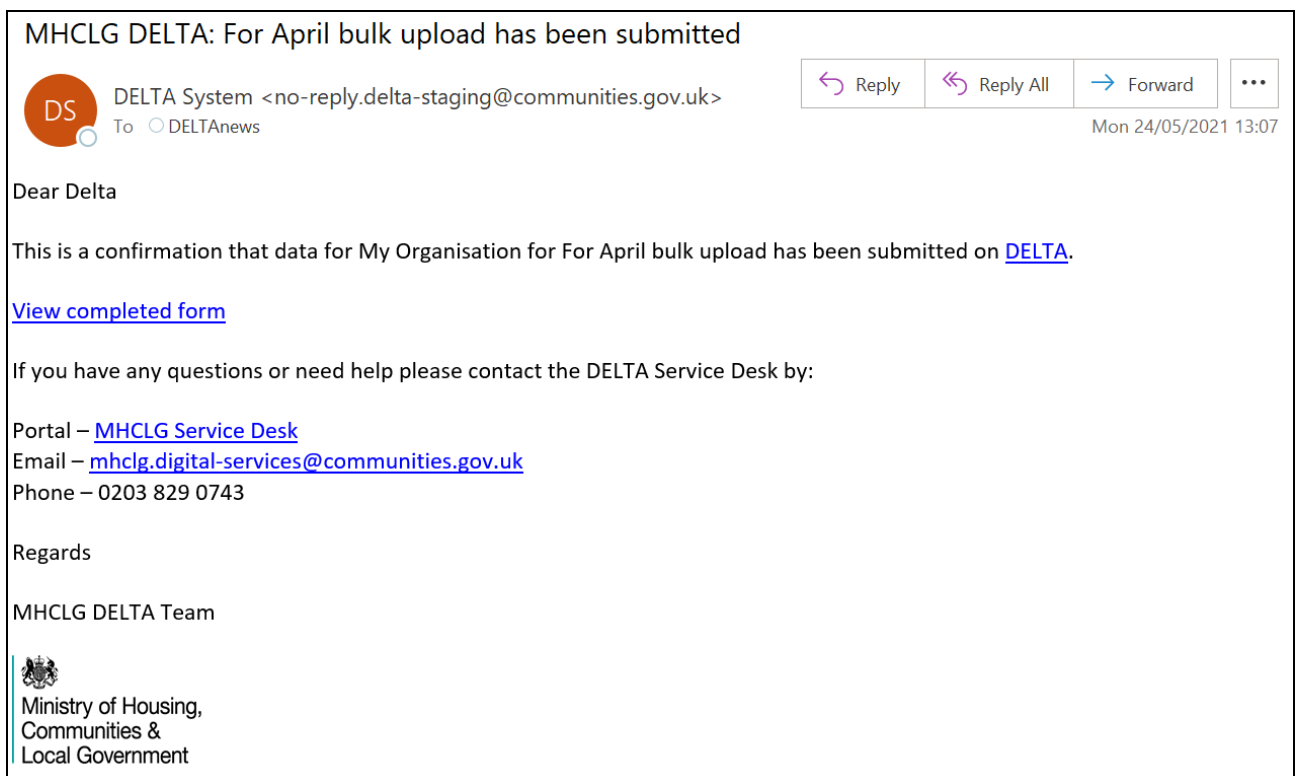 MHCLG DELTA: For April bulk upload has been submitted
DS
DELTA System <no-reply.delta-staging@communities.gov.uk>
To DELTAnews
Reply
Reply All
Forward
Mon 24/05/2021 13:07
Dear Delta
This is a confirmation that data for My Organisation for For April bulk upload has been submitted on DELTA.
View completed form
If you have any questions or need help please contact the DELTA Service Desk by:
Portal – MHCLG Service Desk
Email – mhclg.digital-services@communities.gov.uk
Phone – 0203 829 0743
Regards
MHCLG DELTA Team
Ministry of Housing,
Communities &
Local Government